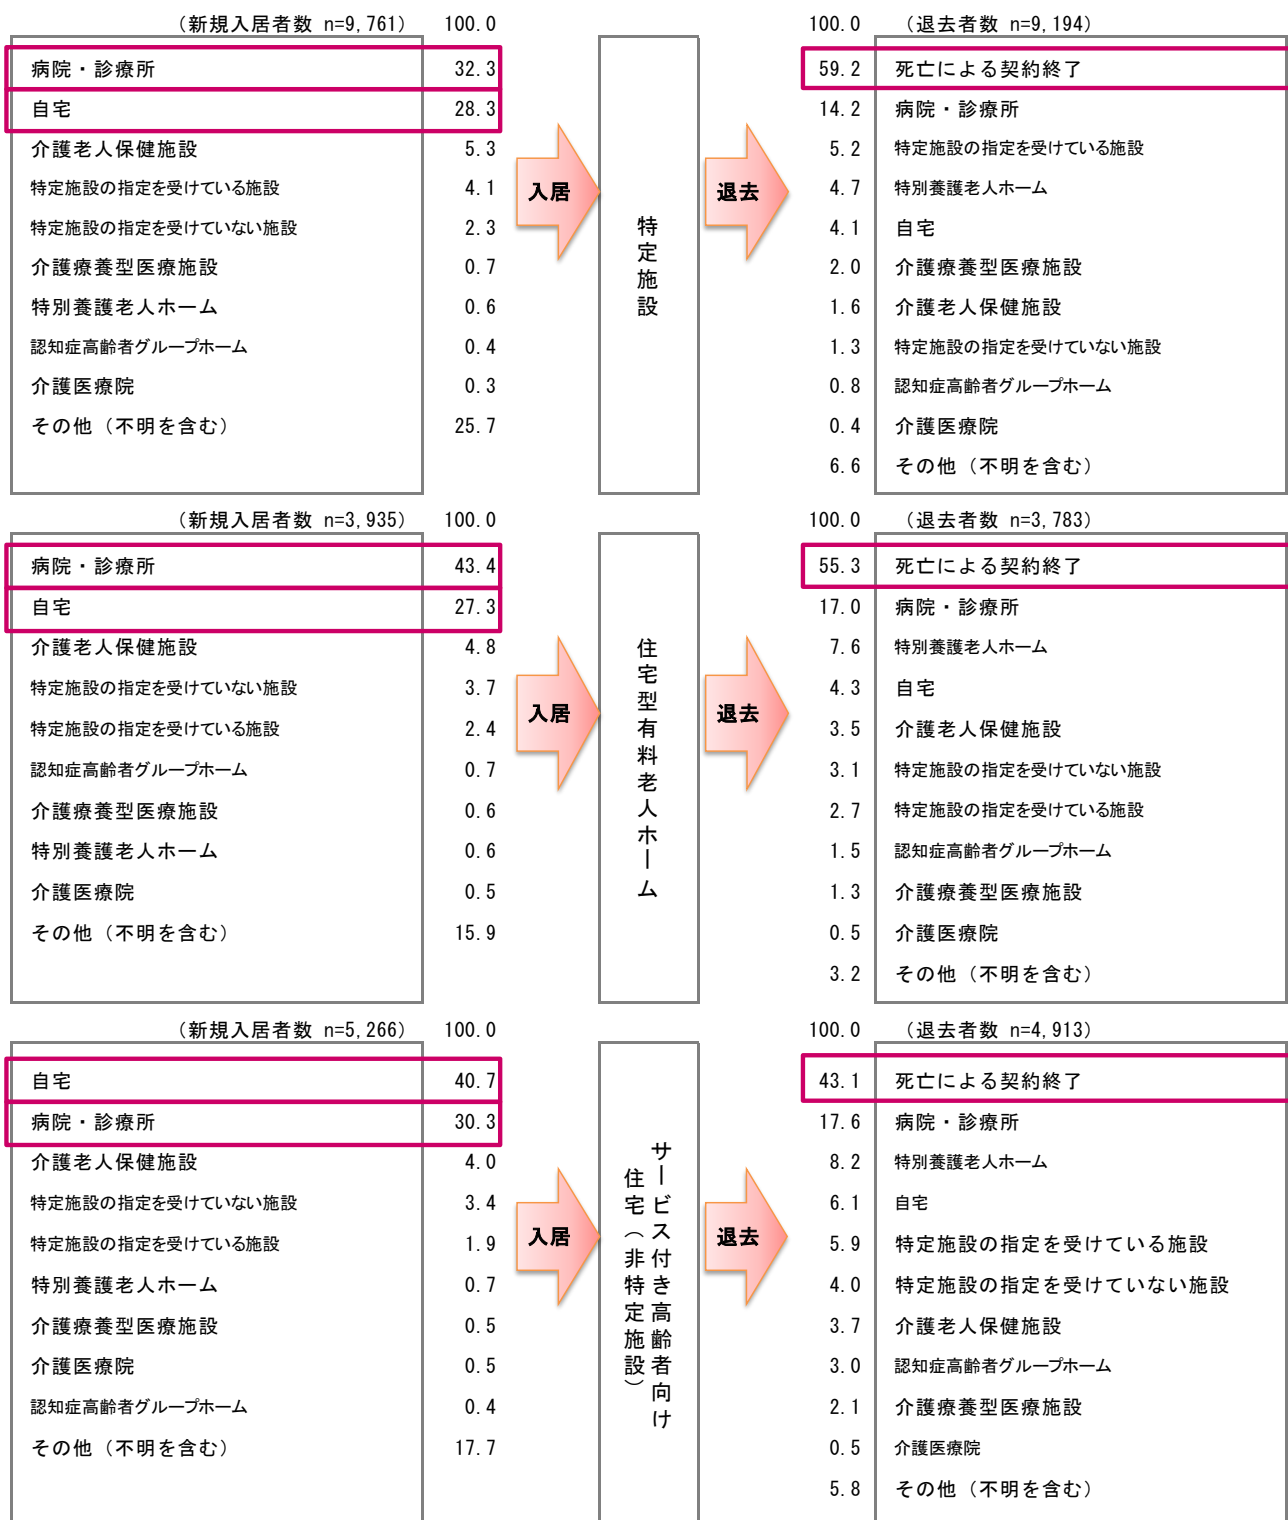 （新規入居者数 n=9,761） 100.0
病院・診療所 32.3
自宅 28.3
介護老人保健施設 5.3
特定施設の指定を受けている施設 4.1
特定施設の指定を受けていない施設 2.3
介護療養型医療施設 0.7
特別養護老人ホーム 0.6
認知症高齢者グループホーム 0.4
介護医療院 0.3
その他（不明を含む） 25.7
入居
特定施設
退去
100.0 （退去者数 n=9,194）
59.2 死亡による契約終了
14.2 病院・診療所
5.2 特定施設の指定を受けている施設
4.7 特別養護老人ホーム
4.1 自宅
2.0 介護療養型医療施設
1.6 介護老人保健施設
1.3 特定施設の指定を受けていない施設
0.8 認知症高齢者グループホーム
0.4 介護医療院
6.6 その他（不明を含む）
（新規入居者数 n=3,935） 100.0
病院・診療所 43.4
自宅 27.3
介護老人保健施設 4.8
特定施設の指定を受けていない施設 3.7
特定施設の指定を受けている施設 2.4
認知症高齢者グループホーム 0.7
介護療養型医療施設 0.6
特別養護老人ホーム 0.6
介護医療院 0.5
その他（不明を含む） 15.9
入居
住宅型有料老人ホーム
退去
100.0 （退去者数 n=3,783）
55.3 死亡による契約終了
17.0 病院・診療所
7.6 特別養護老人ホーム
4.3 自宅
3.5 介護老人保健施設
3.1 特定施設の指定を受けていない施設
2.7 特定施設の指定を受けている施設
1.5 認知症高齢者グループホーム
1.3 介護療養型医療施設
0.5 介護医療院
3.2 その他（不明を含む）
（新規入居者数 n=5,266） 100.0
自宅 40.7
病院・診療所 30.3
介護老人保健施設 4.0
特定施設の指定を受けていない施設 3.4
特定施設の指定を受けている施設 1.9
特別養護老人ホーム 0.7
介護療養型医療施設 0.5
介護医療院 0.5
認知症高齢者グループホーム 0.4
その他（不明を含む） 17.7
入居
サービス付き高齢者向け
住宅（非特定施設）
退去
100.0 （退去者数 n=4,913）
43.1 死亡による契約終了
17.6 病院・診療所
8.2 特別養護老人ホーム
6.1 自宅
5.9 特定施設の指定を受けている施設
4.0 特定施設の指定を受けていない施設
3.7 介護老人保健施設
3.0 認知症高齢者グループホーム
2.1 介護療養型医療施設
0.5 介護医療院
5.8 その他（不明を含む）